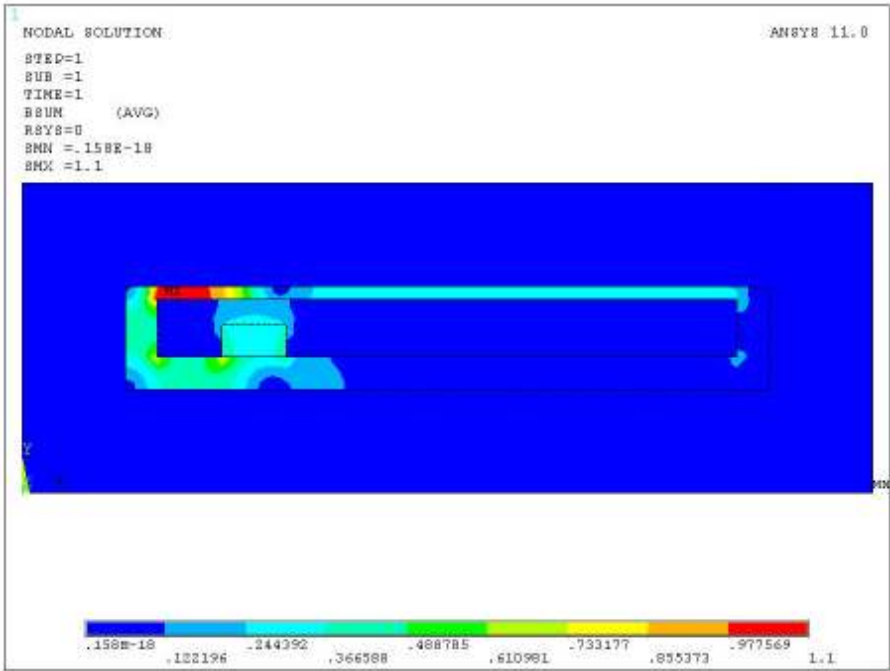 1
NODAL SOLUTION
ANSYS 11.0
STEP=1
SUB =1
TIME=1
BSUM (AVG)
RSYS=0
SMN =.158E-18
SMX =1.1
MX
Y
MN
.158E-18 .244392 .488785 .733177 .977569
.122196 .366588 .610981 .855373 1.1